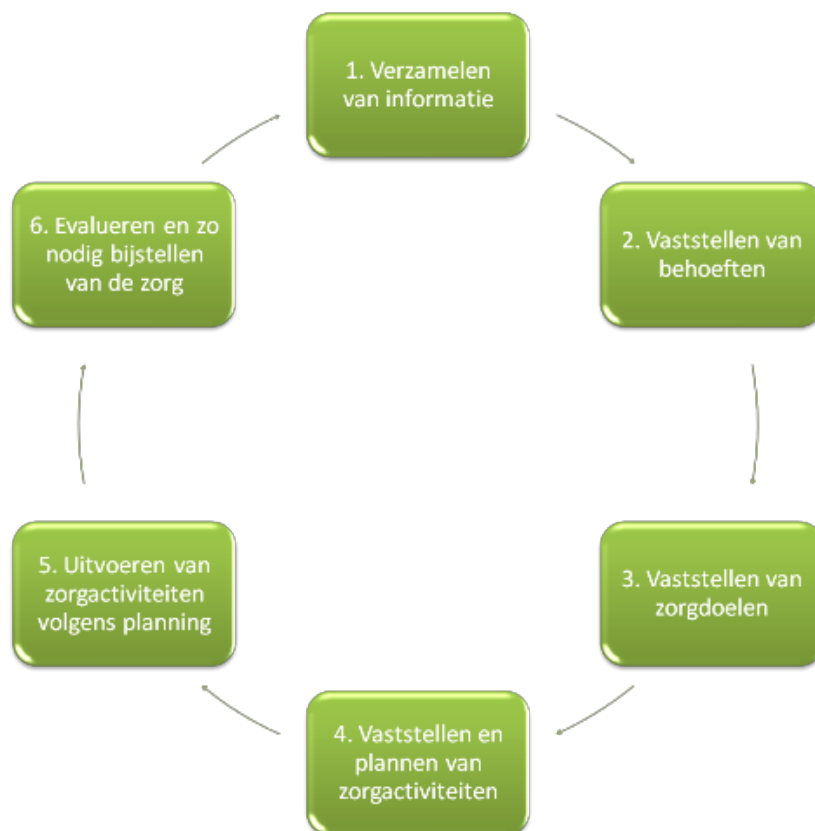 1. Verzamelen
van informatie
2. Vaststellen van
behoeften
3. Vaststellen van
zorgdoelen
4. Vaststellen en
plannen van
zorgactiviteiten
5. Uitvoeren van
zorgactiviteiten
volgens planning
6. Evalueren en zo
nodig bijstellen
van de zorg